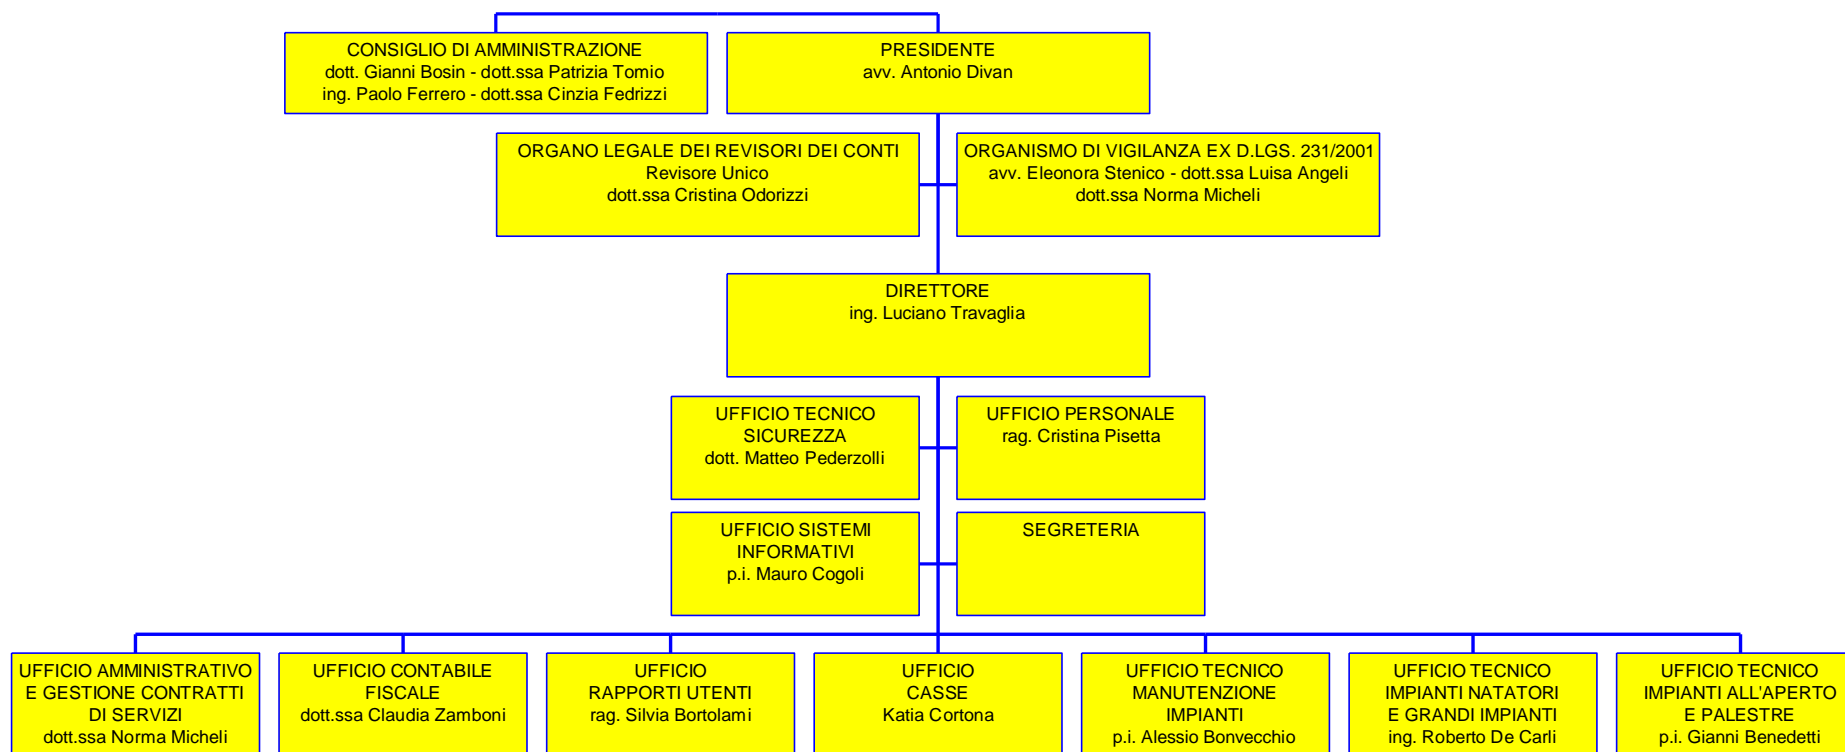 CONSIGLIO DI AMMINISTRAZIONE
dott. Gianni Bosin - dott.ssa Patrizia Tomio
ing. Paolo Ferrero - dott.ssa Cinzia Fedrizzi
PRESIDENTE
avv. Antonio Divan
ORGANO LEGALE DEI REVISORI DEI CONTI
Revisore Unico
dott.ssa Cristina Odorizzi
ORGANISMO DI VIGILANZA EX D.LGS. 231/2001
avv. Eleonora Stenico - dott.ssa Luisa Angeli
dott.ssa Norma Micheli
DIRETTORE
ing. Luciano Travaglia
UFFICIO TECNICO
SICUREZZA
dott. Matteo Pederzolli
UFFICIO PERSONALE
rag. Cristina Pisetta
UFFICIO SISTEMI
INFORMATIVI
p.i. Mauro Cogoli
SEGRETERIA
UFFICIO AMMINISTRATIVO
E GESTIONE CONTRATTI
DI SERVIZI
dott.ssa Norma Micheli
UFFICIO CONTABILE
FISCALE
dott.ssa Claudia Zamboni
UFFICIO
RAPPORTI UTENTI
rag. Silvia Bortolami
UFFICIO
CASSE
Katia Cortona
UFFICIO TECNICO
MANUTENZIONE
IMPIANTI
p.i. Alessio Bonvecchio
UFFICIO TECNICO
IMPIANTI NATATORI
E GRANDI IMPIANTI
ing. Roberto De Carli
UFFICIO TECNICO
IMPIANTI ALL'APERTO
E PALESTRE
p.i. Gianni Benedetti